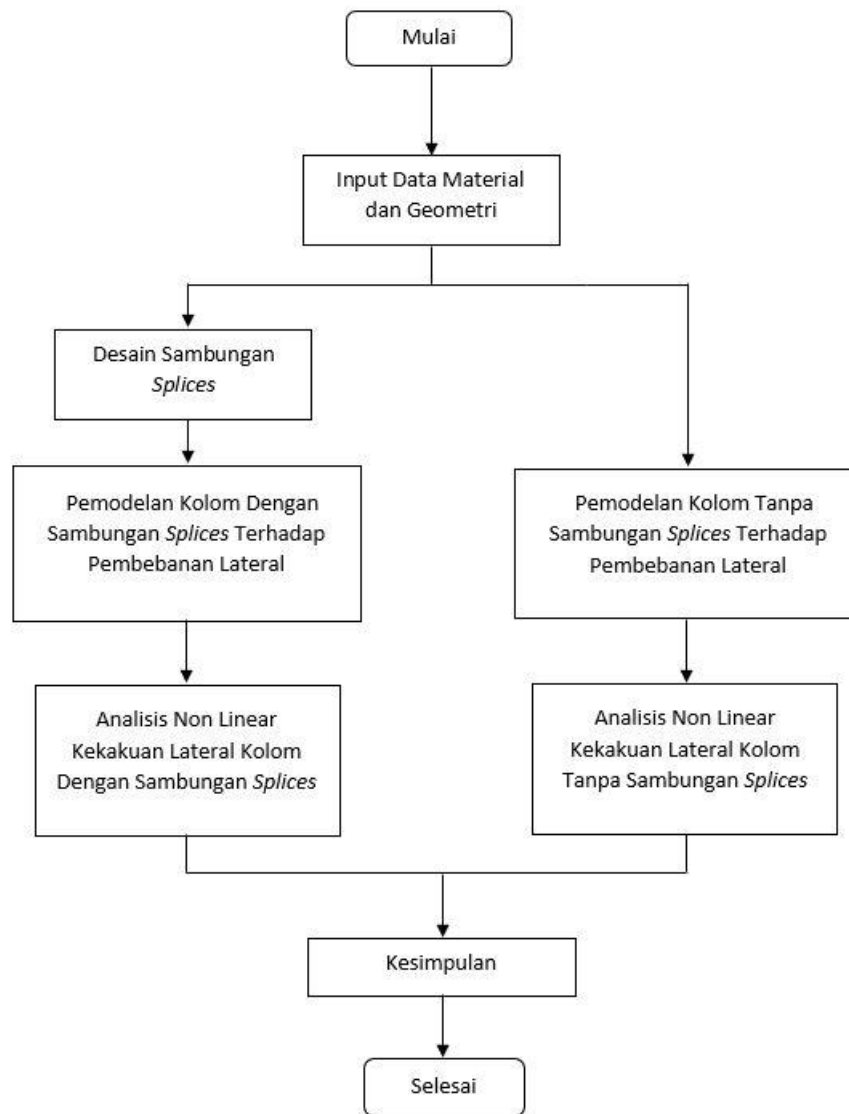 Mulai
Input Data Material
dan Geometri
Desain Sambungan
Splices
Pemodelan Kolom Dengan
Sambungan Splices Terhadap
Pembebanan Lateral
Pemodelan Kolom Tanpa
Sambungan Splices Terhadap
Pembebanan Lateral
Analisis Non Linear
Kekakuan Lateral Kolom
Dengan Sambungan Splices
Analisis Non Linear
Kekakuan Lateral Kolom
Tanpa Sambungan Splices
Kesimpulan
Selesai